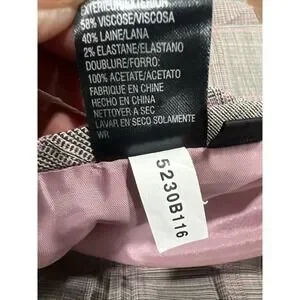 EXTERIEUR/EXTERIOR
58% VISCOSE/VISCOSA
40% LAINE/LANA
2% ELASTANE/ELASTANO
DOUBLURE/FORRO
100% ACETATE/ACETATO
FABRIQUE EN CHINE
HECHO EN CHINA
NETTOYER A SEC
LAVAR EN SECO SOLAMENTE
WR
5230B116